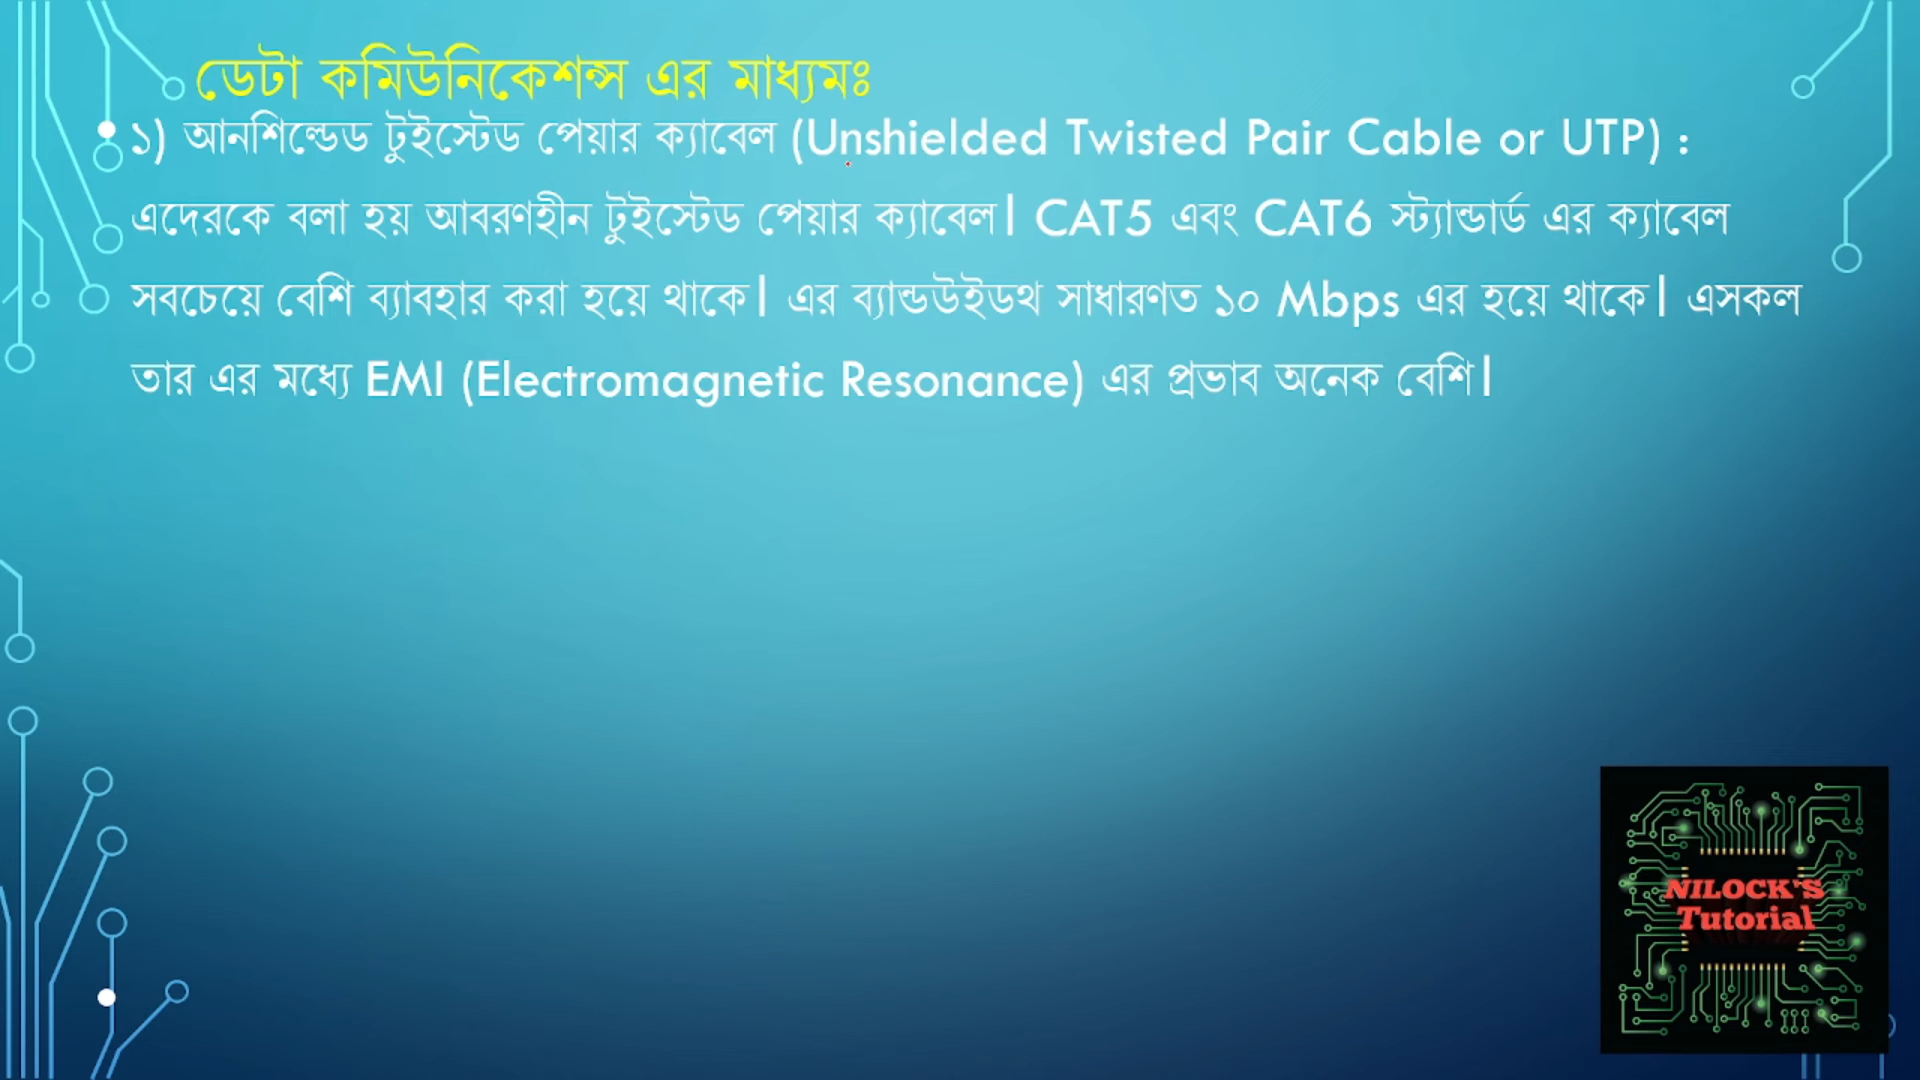 ডেটা কমিউনিকেশন্স এর মাধ্যমঃ
১) আনশিল্ডেড টুইস্টেড পেয়ার ক্যাবেল (Unshielded Twisted Pair Cable or UTP) :
এদেরকে বলা হয় আবরণহীন টুইস্টেড পেয়ার ক্যাবেল। CAT5 এবং CAT6 স্ট্যান্ডার্ড এর ক্যাবেল
সবচেয়ে বেশি ব্যাবহার করা হয়ে থাকে। এর ব্যান্ডউইডথ সাধারণত ১০ Mbps এর হয়ে থাকে। এসকল
তার এর মধ্যে EMI (Electromagnetic Resonance) এর প্রভাব অনেক বেশি।
NILOCK'S
Tutorial